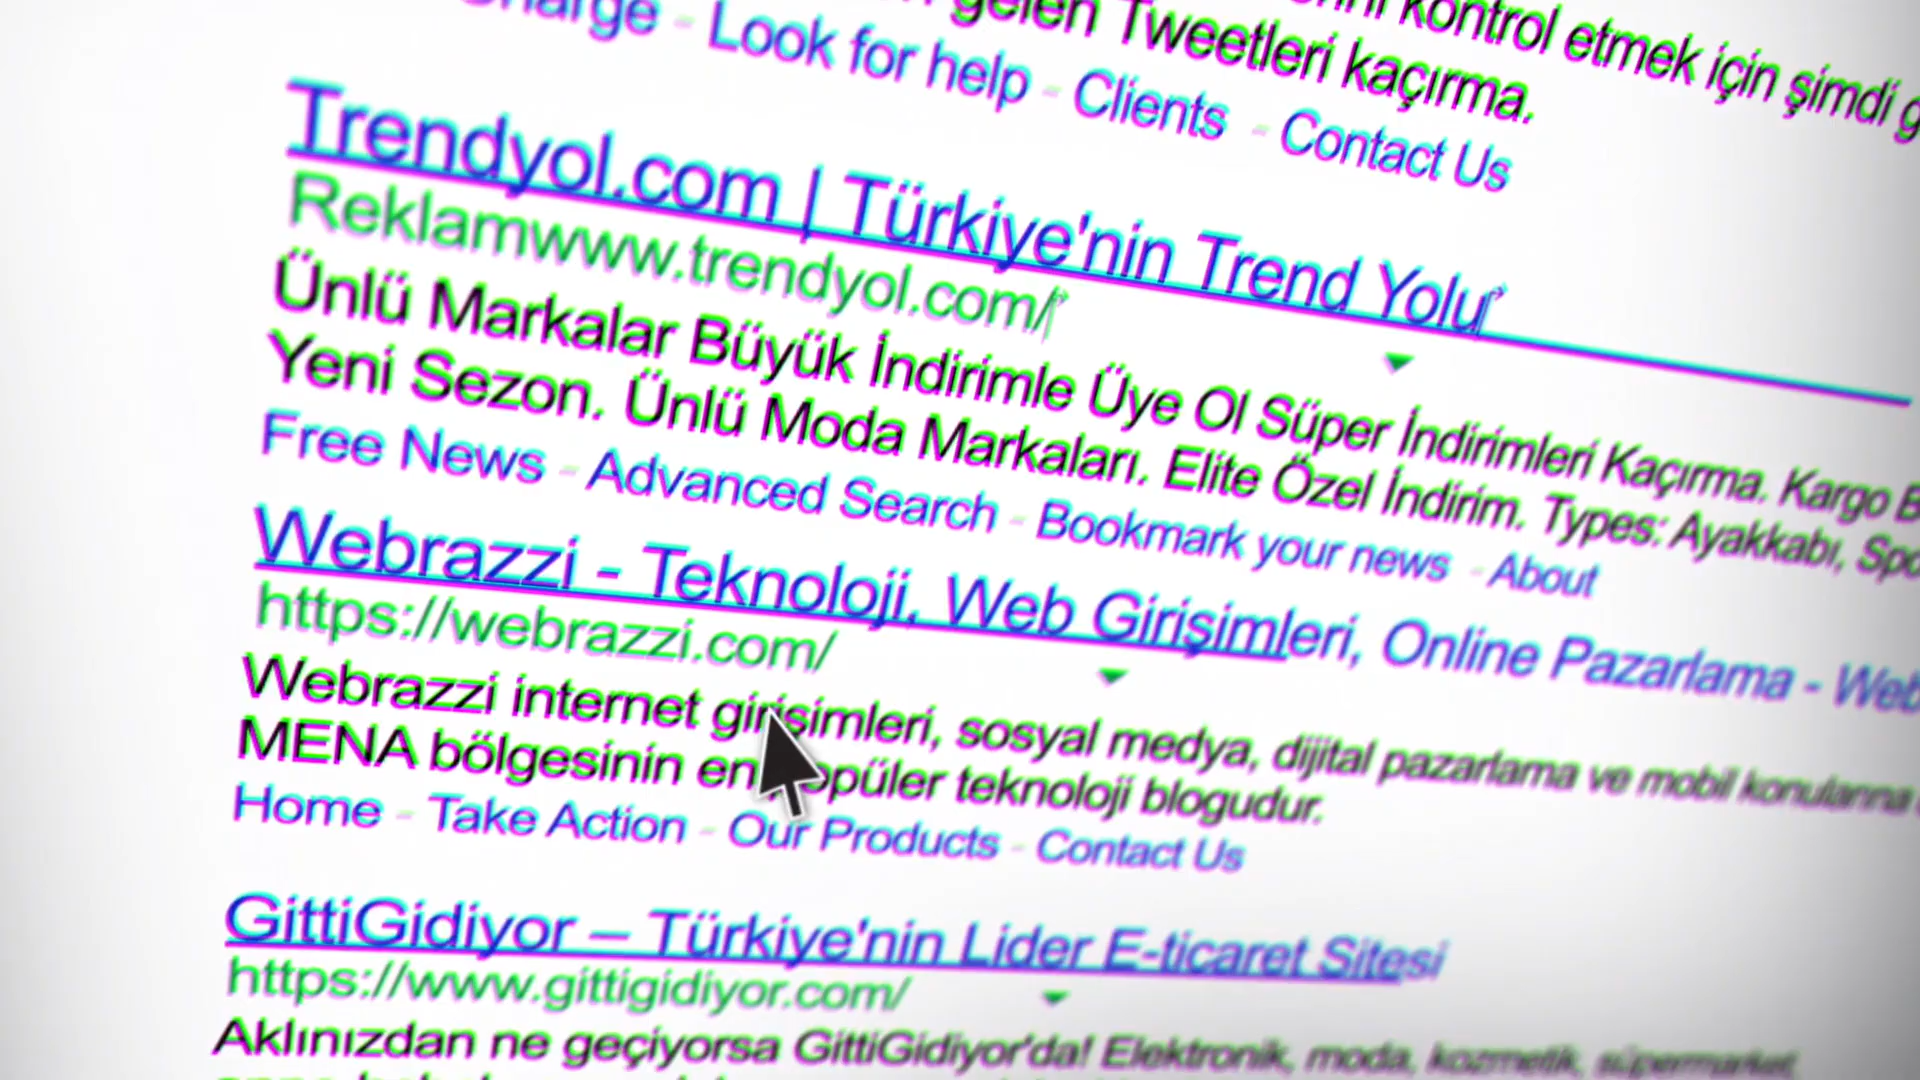 kontrol etmek için şimdi
gelen Tweetleri kaçırma.
Charge - Look for help - Clients - Contact Us
Trendyol.com | Türkiye'nin Trend Yolu
Reklamwww.trendyol.com/
Ünlü Markalar Büyük İndirimle Üye Ol Süper İndirimleri Kaçırma. Kargo
Yeni Sezon. Ünlü Moda Markaları. Elite Özel İndirim. Types: Ayakkabı,
Free News - Advanced Search - Bookmark your news - About
Webrazzi - Teknoloji, Web Girişimleri, Online Pazarlama - Web
https://webrazzi.com/
Webrazzi internet girişimleri, sosyal medya, dijital pazarlama ve mobil konularına
MENA bölgesinin en popüler teknoloji blogudur.
Home - Take Action - Our Products - Contact Us
GittiGidiyor – Türkiye'nin Lider E-ticaret Sitesi
https://www.gittigidiyor.com/
Aklınızdan ne geçiyorsa GittiGidiyor'da! Elektronik, moda, kozmetik, süpermarket,